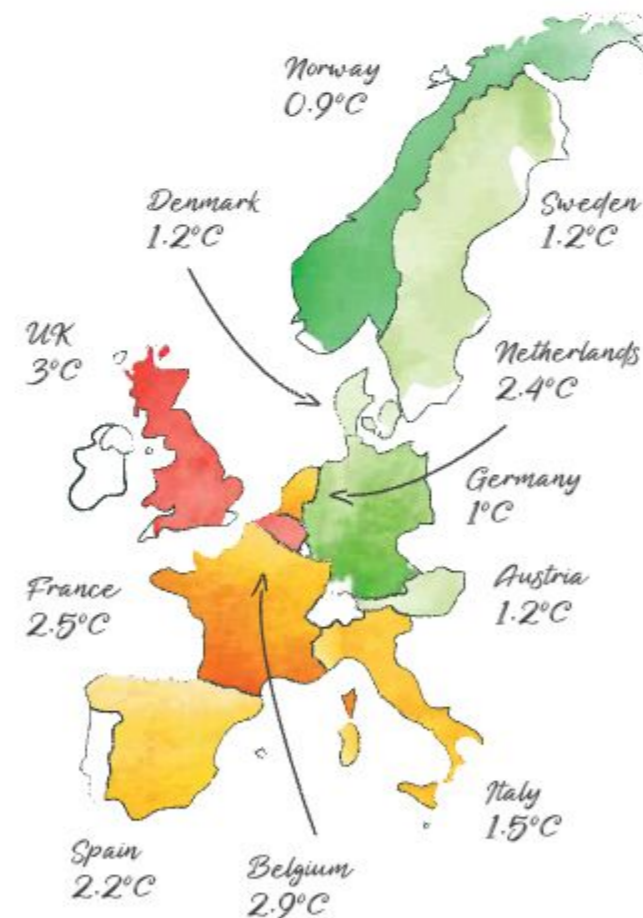 Norway
0.9°C
Denmark
1.2°C
Sweden
1.2°C
UK
3°C
Netherlands
2.4°C
Germany
1°C
France
2.5°C
Austria
1.2°C
Italy
1.5°C
Spain
2.2°C
Belgium
2.9°C